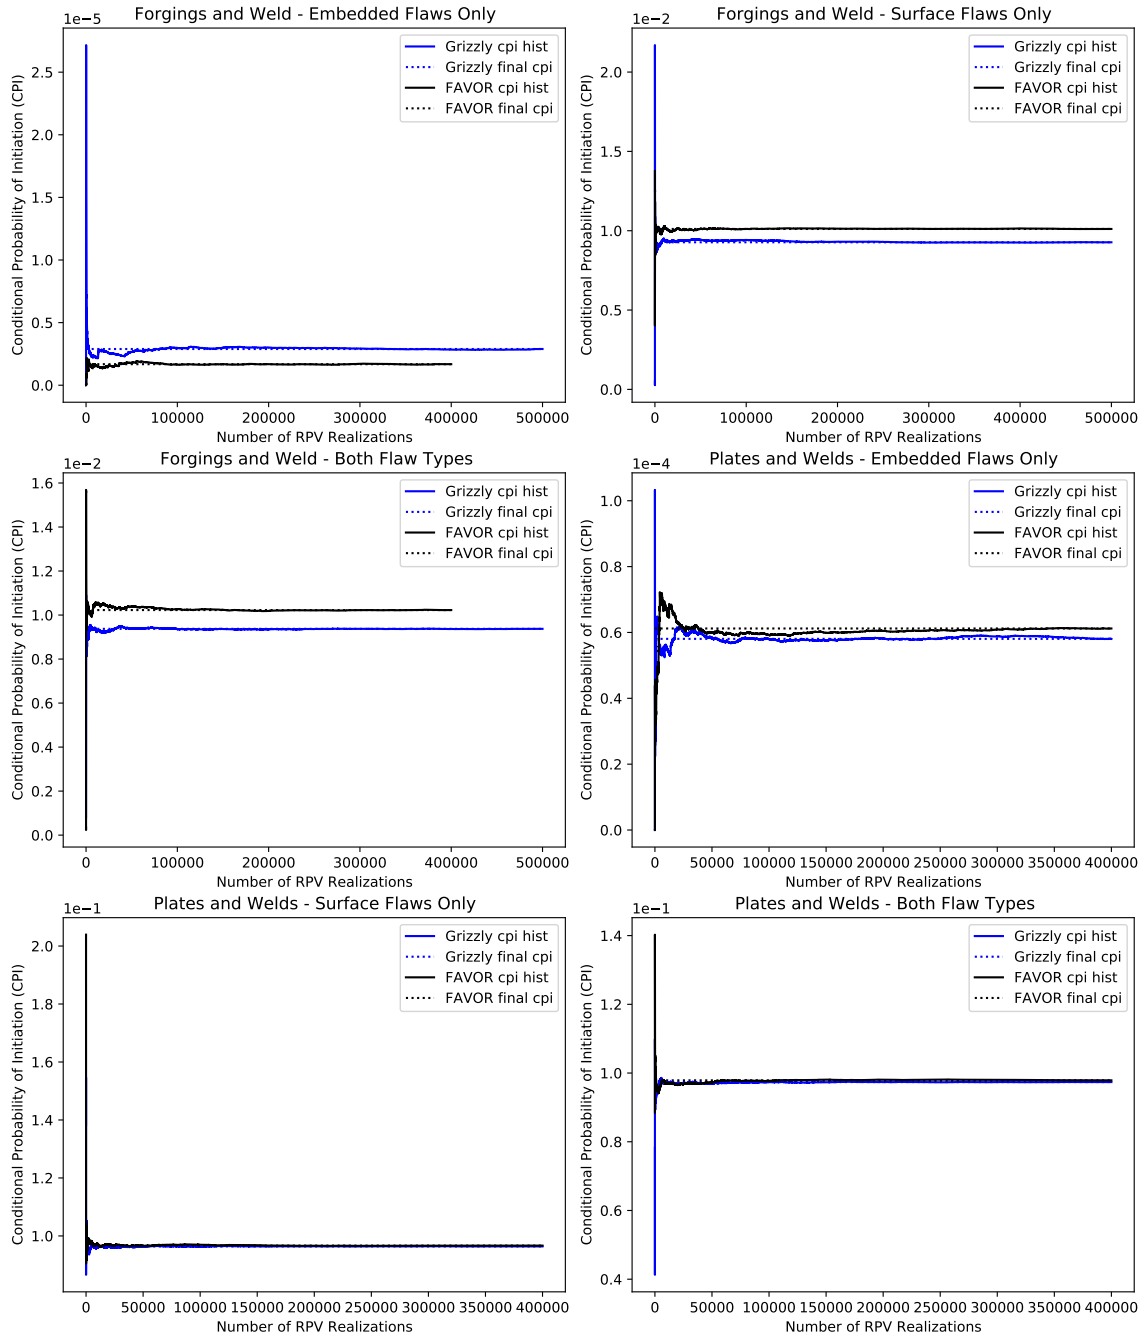 Forgings and Weld - Embedded Flaws Only
1e−5
Conditional Probability of Initiation (CPI)
2.5
2.0
1.5
1.0
0.5
0.0
Grizzly cpi hist
Grizzly final cpi
FAVOR cpi hist
FAVOR final cpi
0 100000 200000 300000 400000 500000
Number of RPV Realizations
Forgings and Weld - Surface Flaws Only
1e−2
Conditional Probability of Initiation (CPI)
2.0
1.5
1.0
0.5
0.0
Grizzly cpi hist
Grizzly final cpi
FAVOR cpi hist
FAVOR final cpi
0 100000 200000 300000 400000 500000
Number of RPV Realizations
Forgings and Weld - Both Flaw Types
1e−2
Conditional Probability of Initiation (CPI)
1.6
1.4
1.2
1.0
0.8
0.6
0.4
0.2
0.0
Grizzly cpi hist
Grizzly final cpi
FAVOR cpi hist
FAVOR final cpi
0 100000 200000 300000 400000 500000
Number of RPV Realizations
Plates and Welds - Embedded Flaws Only
1e−4
Conditional Probability of Initiation (CPI)
1.0
0.8
0.6
0.4
0.2
0.0
Grizzly cpi hist
Grizzly final cpi
FAVOR cpi hist
FAVOR final cpi
0 50000 100000 150000 200000 250000 300000 350000 400000
Number of RPV Realizations
Plates and Welds - Surface Flaws Only
1e−1
Conditional Probability of Initiation (CPI)
2.0
1.8
1.6
1.4
1.2
1.0
Grizzly cpi hist
Grizzly final cpi
FAVOR cpi hist
FAVOR final cpi
0 50000 100000 150000 200000 250000 300000 350000 400000
Number of RPV Realizations
Plates and Welds - Both Flaw Types
1e−1
Conditional Probability of Initiation (CPI)
1.4
1.2
1.0
0.8
0.6
0.4
Grizzly cpi hist
Grizzly final cpi
FAVOR cpi hist
FAVOR final cpi
0 50000 100000 150000 200000 250000 300000 350000 400000
Number of RPV Realizations